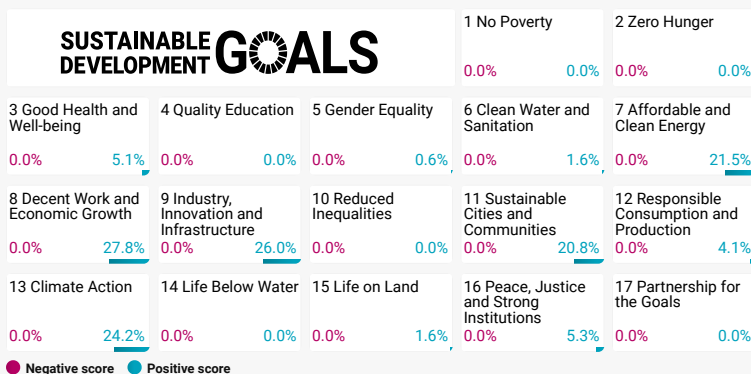 SUSTAINABLE
DEVELOPMENT
GOALS
1 No Poverty
0.0% 0.0%
2 Zero Hunger
0.0% 0.0%
3 Good Health and
Well-being
0.0% 5.1%
4 Quality Education
0.0% 0.0%
5 Gender Equality
0.0% 0.6%
6 Clean Water and
Sanitation
0.0% 1.6%
7 Affordable and
Clean Energy
0.0% 21.5%
8 Decent Work and
Economic Growth
0.0% 27.8%
9 Industry,
Innovation and
Infrastructure
0.0% 26.0%
10 Reduced
Inequalities
0.0% 0.0%
11 Sustainable
Cities and
Communities
0.0% 20.8%
12 Responsible
Consumption and
Production
0.0% 4.1%
13 Climate Action
0.0% 24.2%
14 Life Below Water
0.0% 0.0%
15 Life on Land
0.0% 1.6%
16 Peace, Justice
and Strong
Institutions
0.0% 5.3%
17 Partnership for
the Goals
0.0% 0.0%
Negative score Positive score